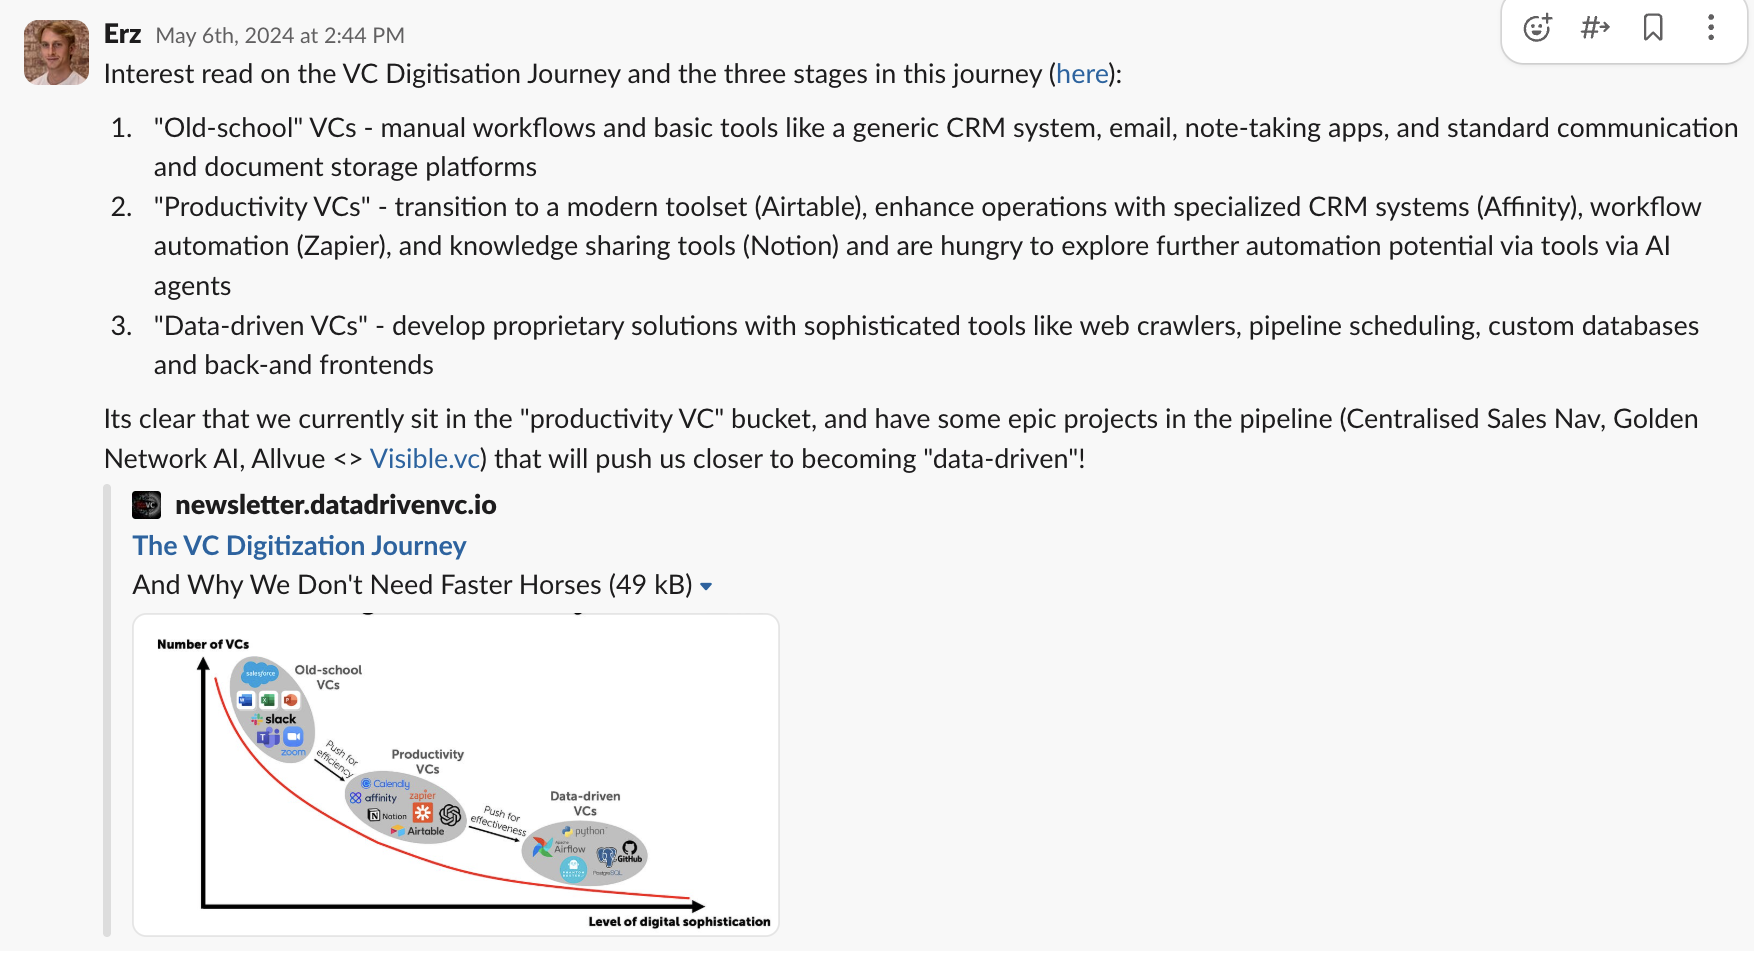 Erz May 6th, 2024 at 2:44 PM
Interest read on the VC Digitisation Journey and the three stages in this journey (here):
1. "Old-school" VCs - manual workflows and basic tools like a generic CRM system, email, note-taking apps, and standard communication
and document storage platforms
2. "Productivity VCs" - transition to a modern toolset (Airtable), enhance operations with specialized CRM systems (Affinity), workflow
automation (Zapier), and knowledge sharing tools (Notion) and are hungry to explore further automation potential via tools via AI
agents
3. "Data-driven VCs" - develop proprietary solutions with sophisticated tools like web crawlers, pipeline scheduling, custom databases
and back-and frontends
Its clear that we currently sit in the "productivity VC" bucket, and have some epic projects in the pipeline (Centralised Sales Nav, Golden
Network AI, Allvue <> Visible.vc) that will push us closer to becoming "data-driven"!
newsletter.datadrivenvc.io
The VC Digitization Journey
And Why We Don't Need Faster Horses (49 kB)
Number of VCs
salesforce
Old-school
VCs
slack
zoom
Push for
efficiency
Productivity
VCs
Calendly
affinity
zapier
Notion
Airtable
Push for
effectiveness
Data-driven
VCs
python
Apache
Airflow
GitHub
PostgreSQL
Level of digital sophistication